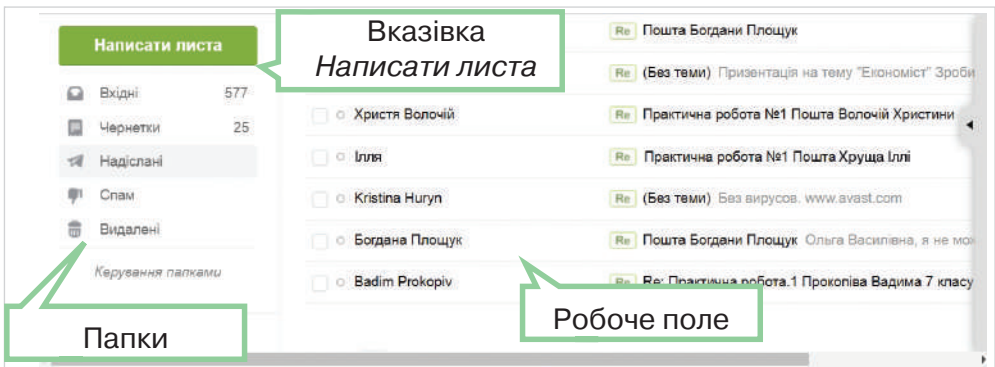 Написати листа
Вказівка
Написати листа
Re Пошта Богдани Площук
Re (Без теми) Презентація на тему "Економіст" Зроби
Вхідні 577
Христя Волочій Re Практична робота №1 Пошта Волочій Христини
Чернетки 25
Надіслані
Ілля Re Практична робота №1 Пошта Хруща Іллі
Спам
Kristina Huryn Re (Без теми) Без вирусов. www.avast.com
Видалені
Богдана Площук Re Пошта Богдани Площук Ольга Василівна, я не мож
Керування папками
Badim Prokopiv Re Re: Практична робота.1 Прокопіва Вадима 7 класу
Папки
Робоче поле